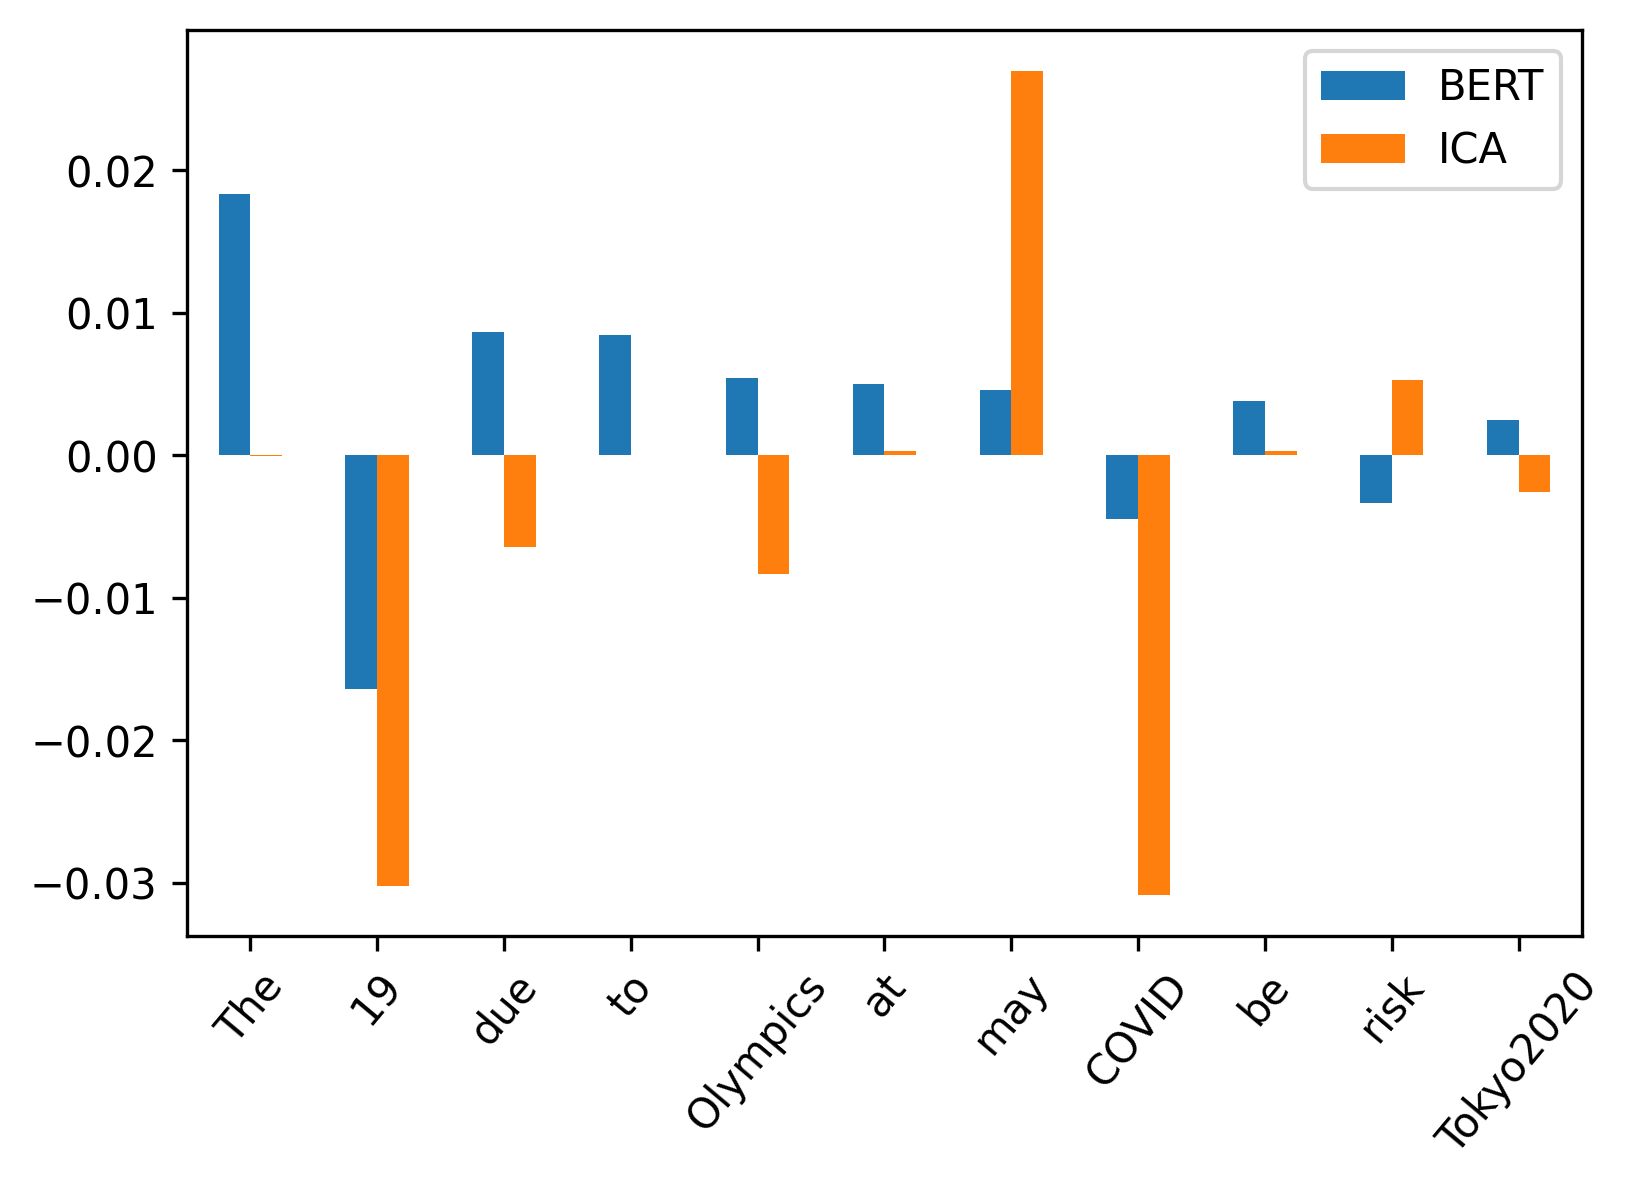 BERT
ICA
0.02
0.01
0.00
−0.01
−0.02
−0.03
The
19
due
to
Olympics
at
may
COVID
be
risk
Tokyo2020